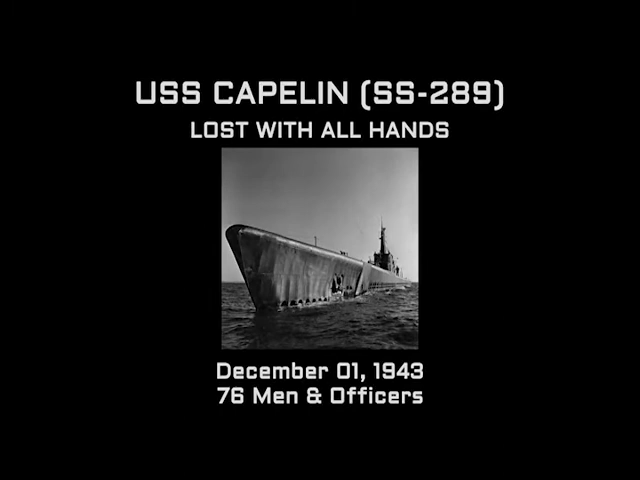 USS CAPELIN (SS-289)
LOST WITH ALL HANDS
December 01, 1943
76 Men & Officers